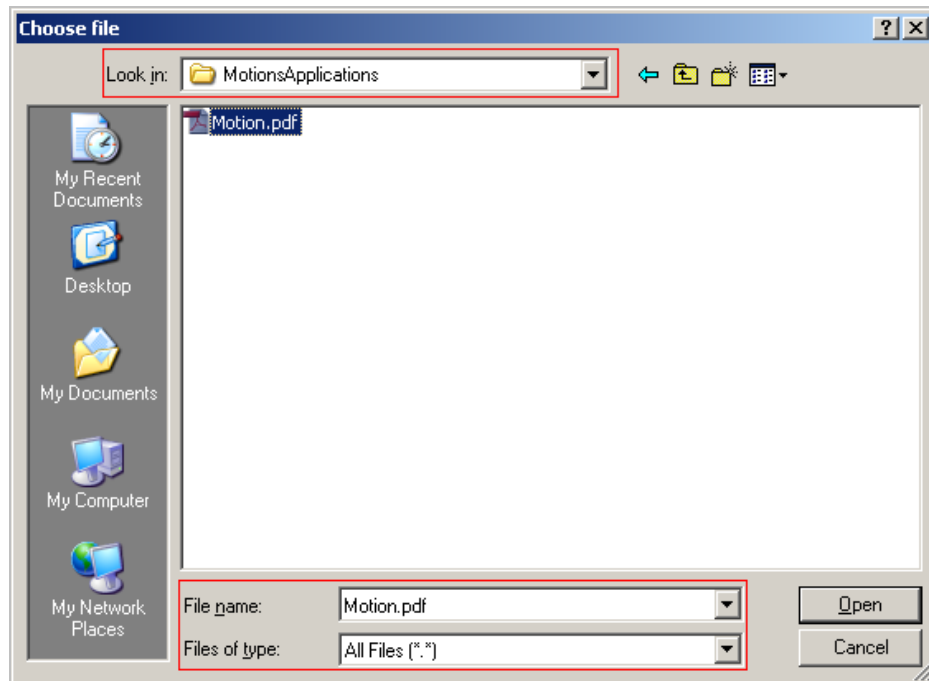 Choose file
Look in: MotionsApplications
Motion.pdf
My Recent
Documents
Desktop
My Documents
My Computer
My Network
Places
File name: Motion.pdf
Open
Files of type: All Files (*.*)
Cancel